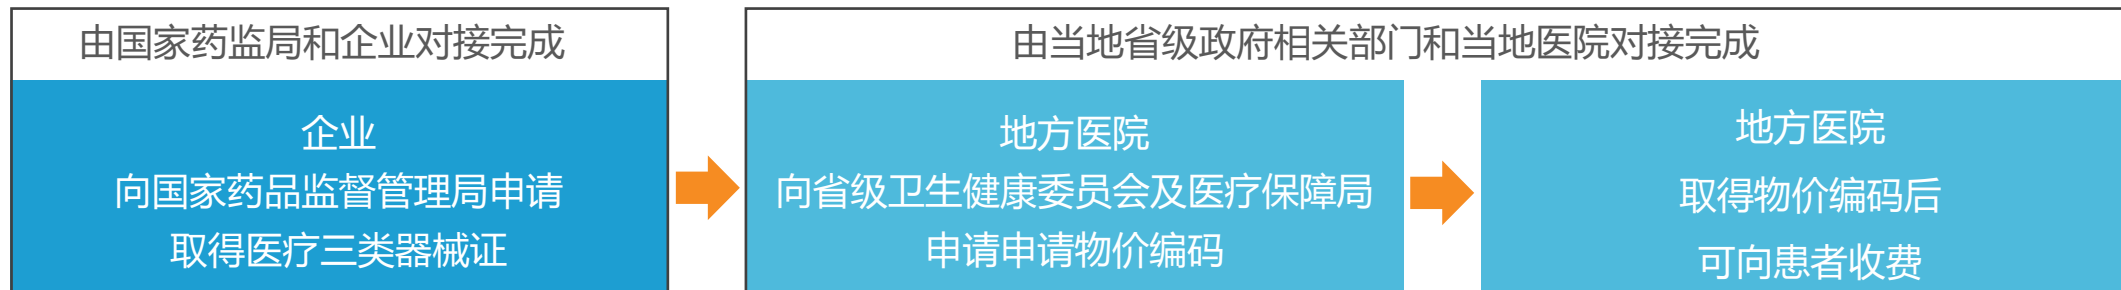 由国家药监局和企业对接完成
企业
向国家药品监督管理局申请
取得医疗三类器械证
由当地省级政府相关部门和当地医院对接完成
地方医院
向省级卫生健康委员会及医疗保障局
申请申请物价编码
地方医院
取得物价编码后
可向患者收费